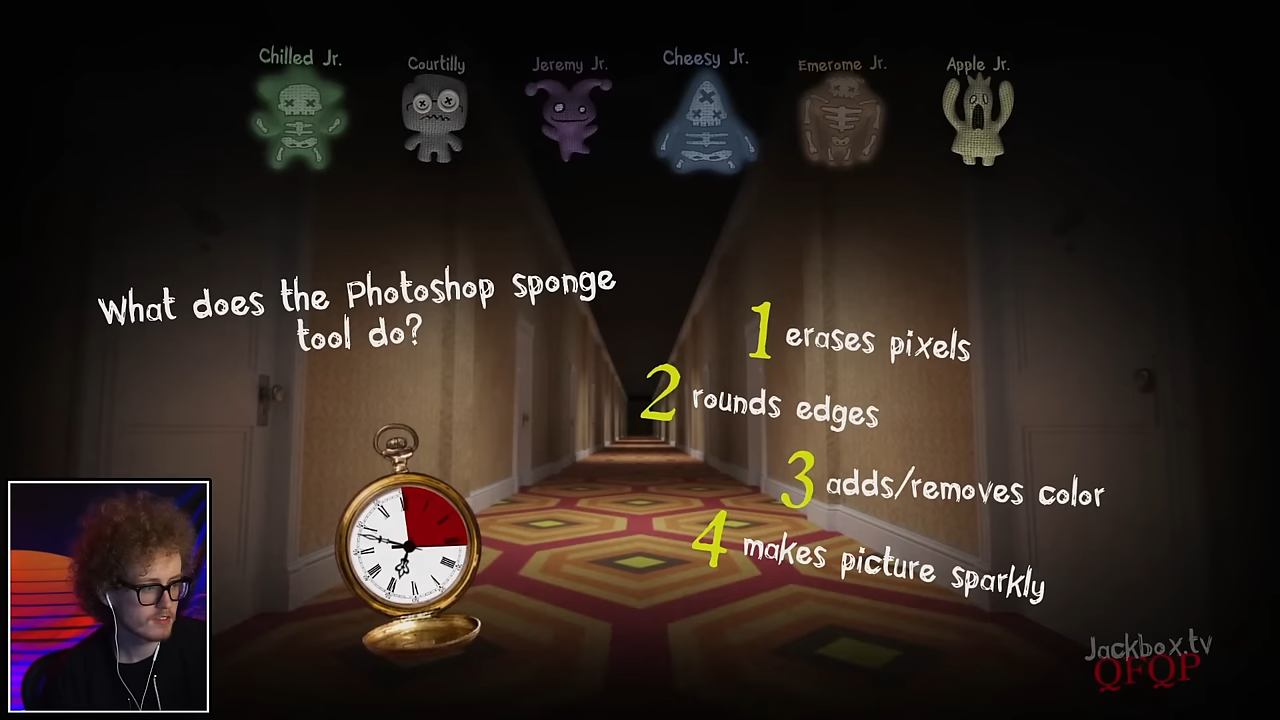 Chilled Jr.
Courtilly
Jeremy Jr.
Cheesy Jr.
Emerome Jr.
Apple Jr.
What does the Photoshop sponge
tool do?
1 erases pixels
2 rounds edges
3 adds/removes color
4 makes picture sparkly
Jackbox.tv
QFQP